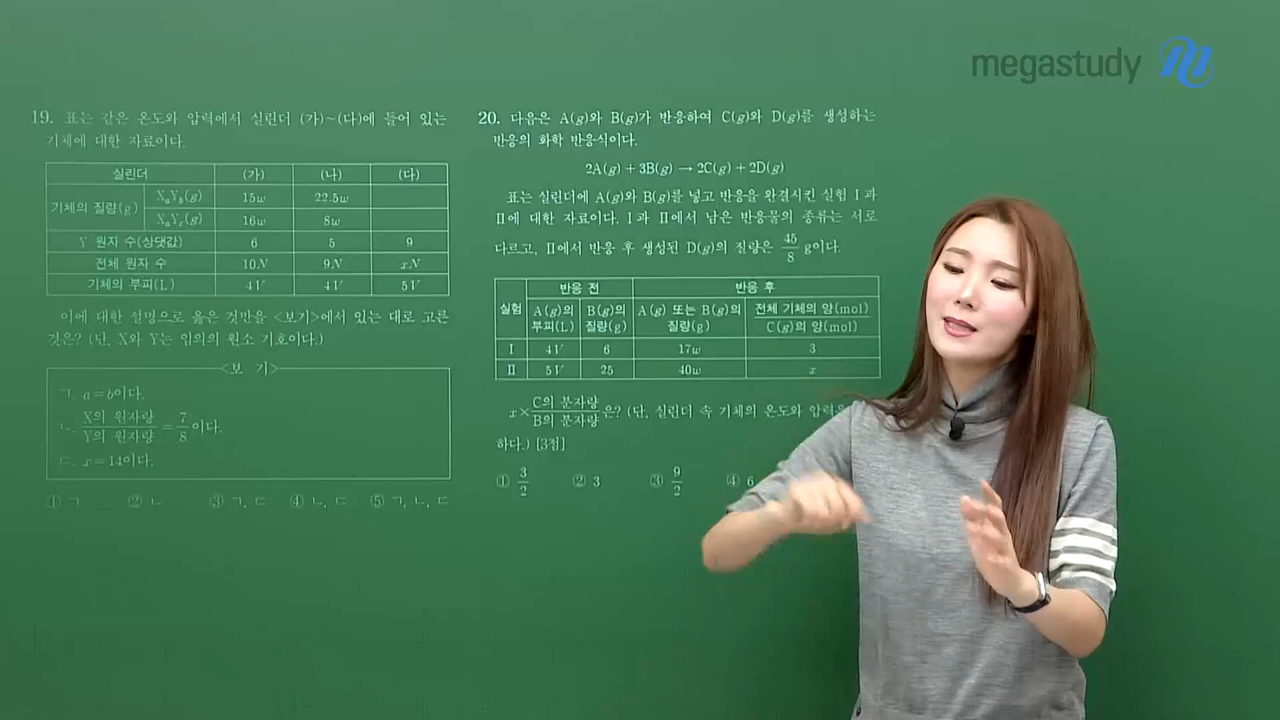 megastudy
19. 표는 같은 온도와 압력에서 실린더 (가)~(다)에 들어 있는
기체에 대한 자료이다.
실린더 (가) (나) (다)
기체의 질량(g) XaYb(g) 15w 22.5w
XaYc(g) 16w 8w
Y 원자 수(상댓값) 6 5 9
전체 원자 수 10N 9N xN
기체의 부피(L) 4V 4V 5V
이에 대한 설명으로 옳은 것만을 <보기>에서 있는 대로 고른
것은? (단, X와 Y는 임의의 원소 기호이다.)
<보 기>
ㄱ. a=b이다.
ㄴ. X의 원자량/Y의 원자량 = 7/8이다.
ㄷ. x=14이다.
① ㄱ ② ㄴ ③ ㄱ, ㄷ ④ ㄴ, ㄷ ⑤ ㄱ, ㄴ, ㄷ
20. 다음은 A(g)와 B(g)가 반응하여 C(g)와 D(g)를 생성하는
반응의 화학 반응식이다.
2A(g) + 3B(g) → 2C(g) + 2D(g)
표는 실린더에 A(g)와 B(g)를 넣고 반응을 완결시킨 실험 Ⅰ과
Ⅱ에 대한 자료이다. Ⅰ과 Ⅱ에서 남은 반응물의 종류는 서로
다르고, Ⅱ에서 반응 후 생성된 D(g)의 질량은 45/8 g이다.
실험 반응 전 반응 후
A(g)의 부피(L) B(g)의 질량(g) A(g) 또는 B(g)의 질량(g) 전체 기체의 양(mol)/C(g)의 양(mol)
Ⅰ 4V 6 17w 3
Ⅱ 5V 25 40w x
x× C의 분자량/B의 분자량 은? (단, 실린더 속 기체의 온도와 압력은
하다.) [3점]
① 3/2 ② 3 ③ 9/2 ④ 6